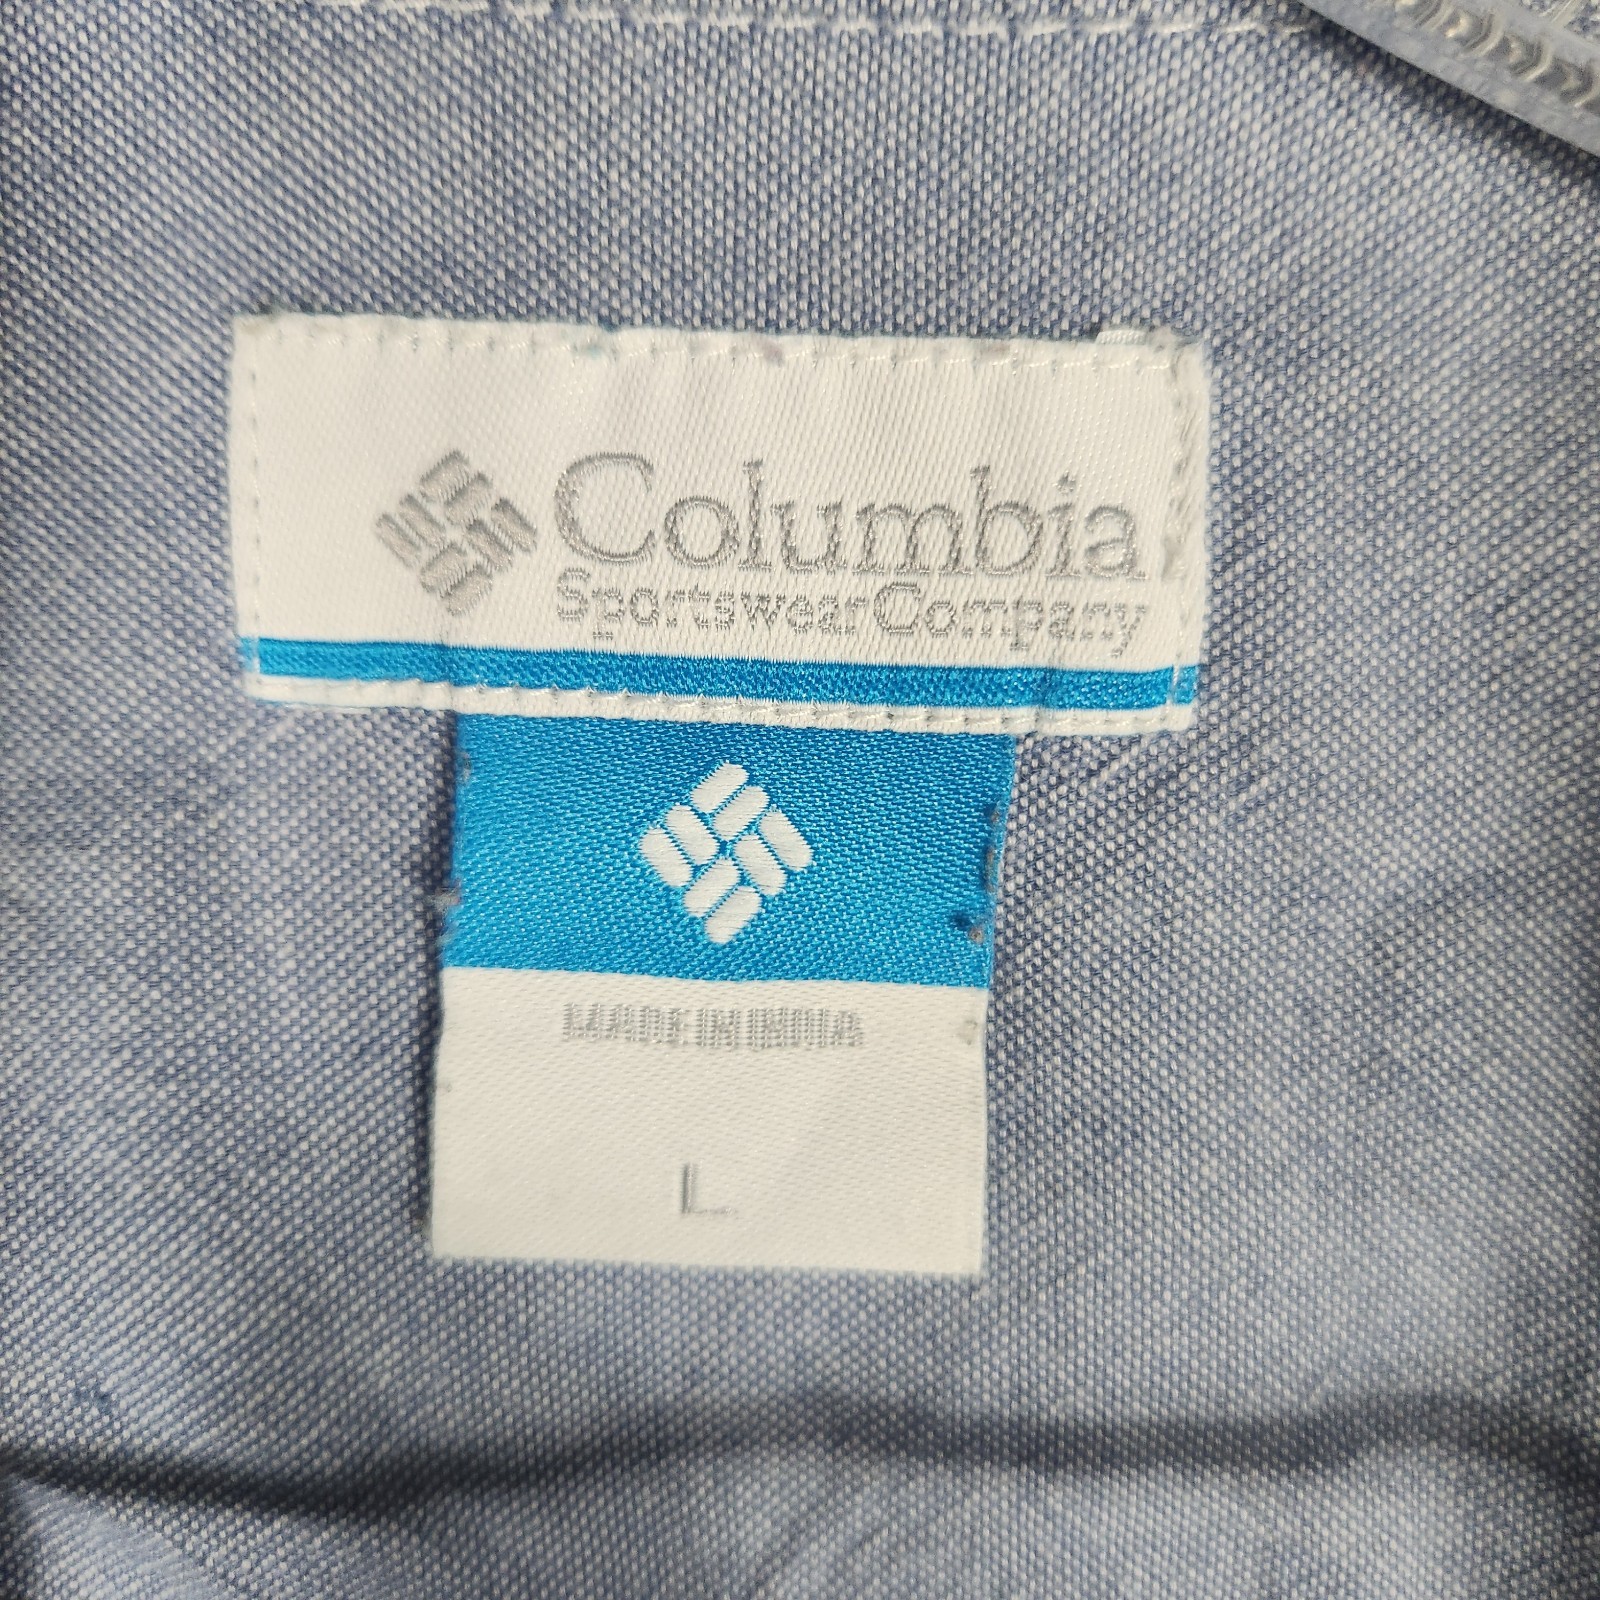 Columbia
Sportswear Company
MADE IN INDIA
L